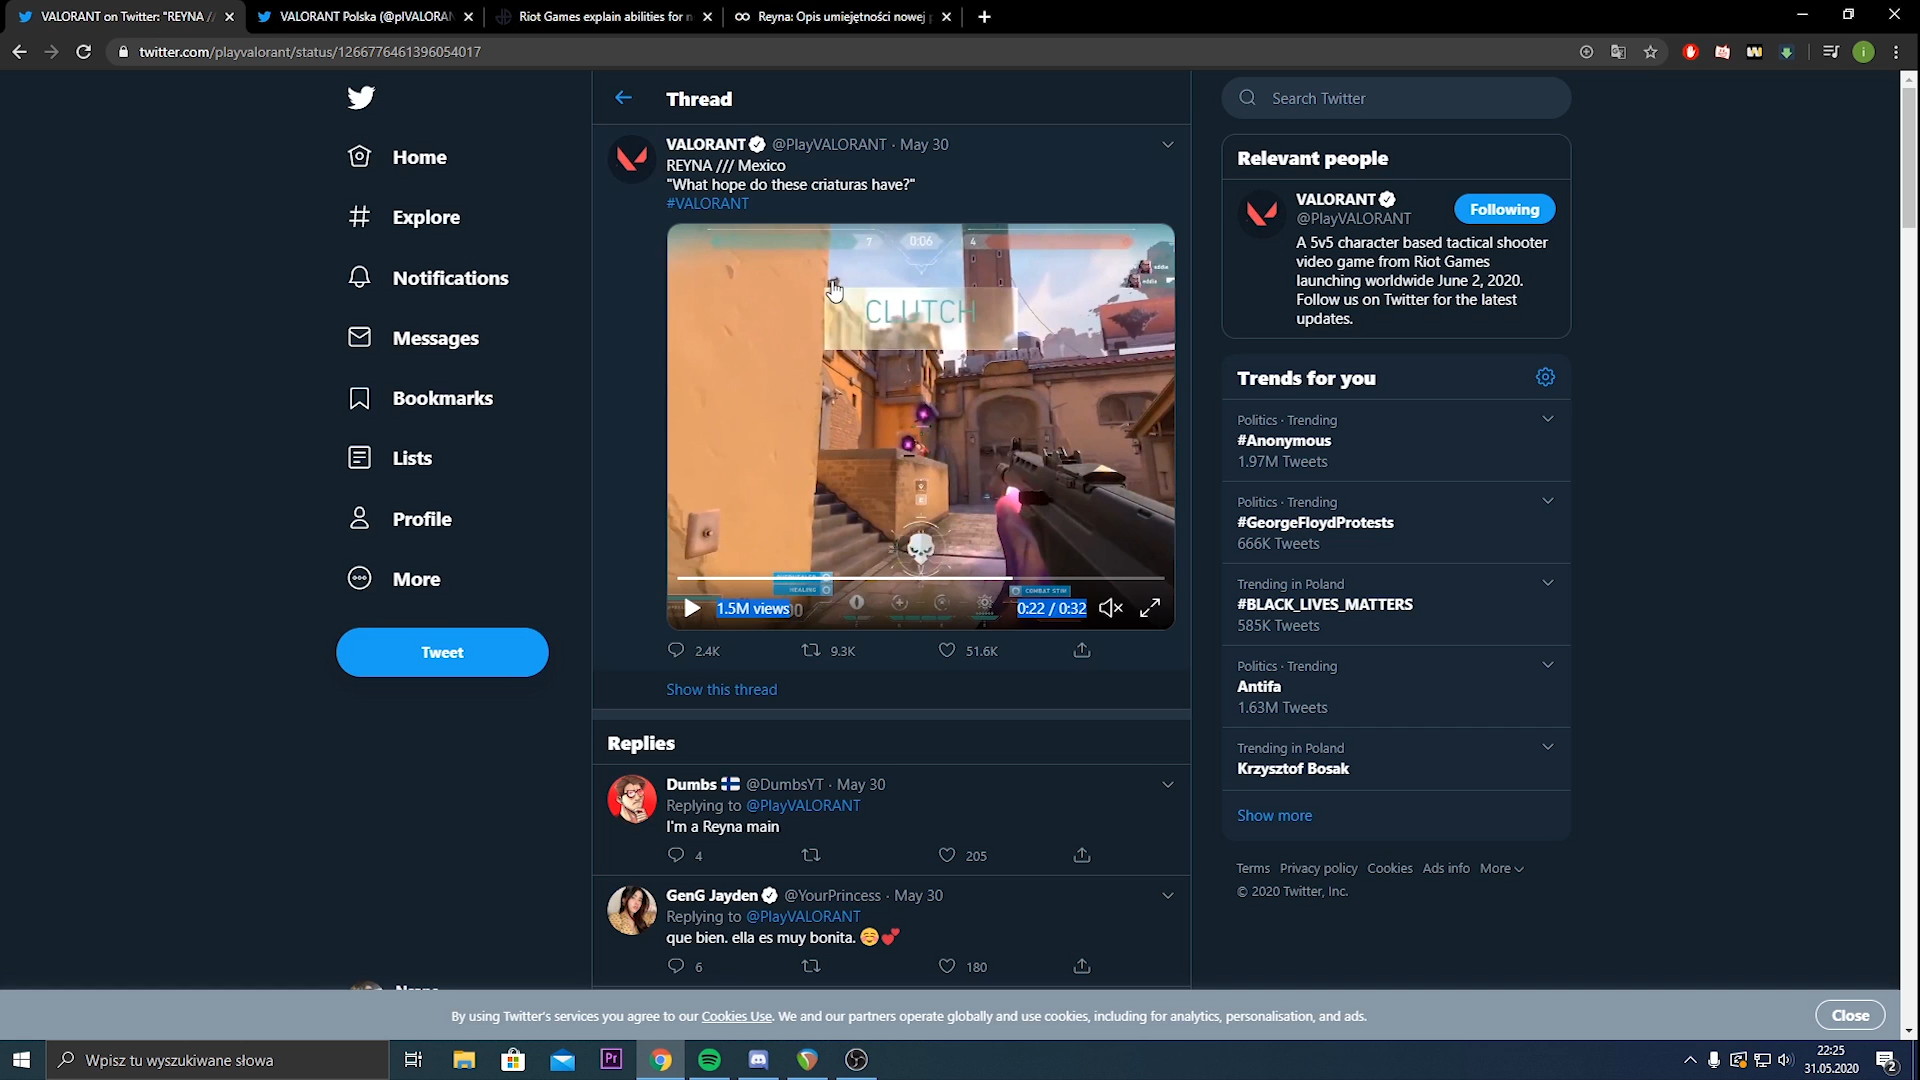 VALORANT on Twitter: "REYNA //
VALORANT Polska (@plVALORAN
Riot Games explain abilities for n
Reyna: Opis umiejętności nowej
twitter.com/playvalorant/status/1266776461396054017
Home
Explore
Notifications
Messages
Bookmarks
Lists
Profile
More
Tweet
Thread
VALORANT @PlayVALORANT · May 30
REYNA /// Mexico
"What hope do these criaturas have?"
#VALORANT
7 0:06 4
CLUTCH
HEALING
COMBAT STIM
1.5M views
0:22 / 0:32
2.4K 9.3K 51.6K
Show this thread
Replies
Dumbs @DumbsYT · May 30
Replying to @PlayVALORANT
I'm a Reyna main
4 205
GenG Jayden @YourPrincess · May 30
Replying to @PlayVALORANT
que bien. ella es muy bonita. ☺️💕
6 180
Search Twitter
Relevant people
VALORANT
@PlayVALORANT
Following
A 5v5 character based tactical shooter
video game from Riot Games
launching worldwide June 2, 2020.
Follow us on Twitter for the latest
updates.
Trends for you
Politics · Trending
#Anonymous
1.97M Tweets
Politics · Trending
#GeorgeFloydProtests
666K Tweets
Trending in Poland
#BLACK_LIVES_MATTERS
585K Tweets
Politics · Trending
Antifa
1.63M Tweets
Trending in Poland
Krzysztof Bosak
Show more
Terms Privacy policy Cookies Ads info More
© 2020 Twitter, Inc.
By using Twitter's services you agree to our Cookies Use. We and our partners operate globally and use cookies, including for analytics, personalisation, and ads.
Close
Wpisz tu wyszukiwane słowa
Pr
22:25
31.05.2020
2